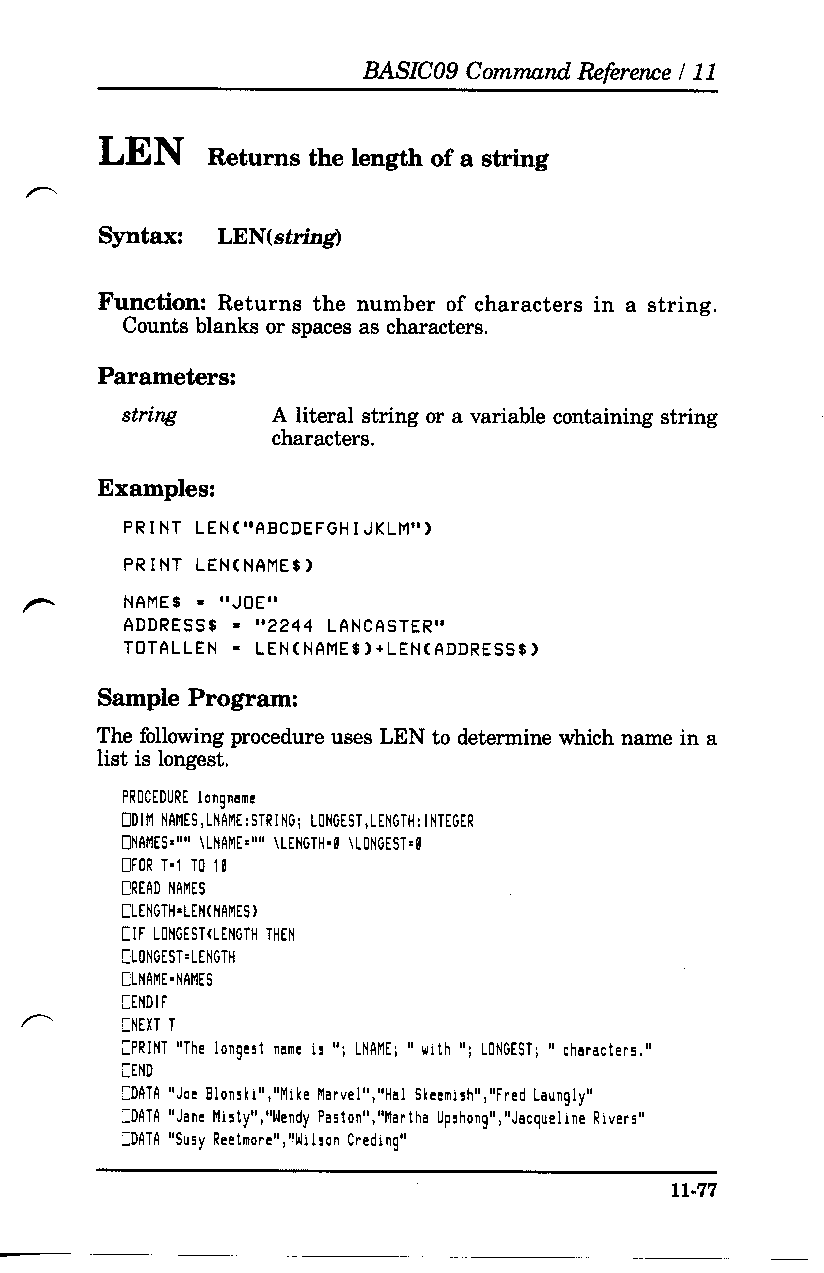 BASIC09 Command Reference / 11
LEN Returns the length of a string
Syntax: LEN(string)
Function: Returns the number of characters in a string.
Counts blanks or spaces as characters.
Parameters:
string A literal string or a variable containing string
characters.
Examples:
PRINT LEN("ABCDEFGHIJKLM")
PRINT LEN(NAME$)
NAME$ = "JOE"
ADDRESS$ = "2244 LANCASTER"
TOTALLEN = LEN(NAME$)+LEN(ADDRESS$)
Sample Program:
The following procedure uses LEN to determine which name in a
list is longest.
PROCEDURE longname
□DIM NAMES,LNAME:STRING; LONGEST,LENGTH:INTEGER
□NAMES="" \LNAME="" \LENGTH=0 \LONGEST=0
□FOR T=1 TO 10
□READ NAMES
□LENGTH=LEN(NAMES)
□IF LONGEST<LENGTH THEN
□LONGEST=LENGTH
□LNAME=NAMES
□ENDIF
□NEXT T
□PRINT "The longest name is "; LNAME; " with "; LONGEST; " characters."
□END
□DATA "Joe Blonski","Mike Marvel","Hal Skeemish","Fred Laungly"
□DATA "Jane Misty","Wendy Paston","Martha Upshong","Jacqueline Rivers"
□DATA "Susy Reetmore","Wilson Creding"
11-77